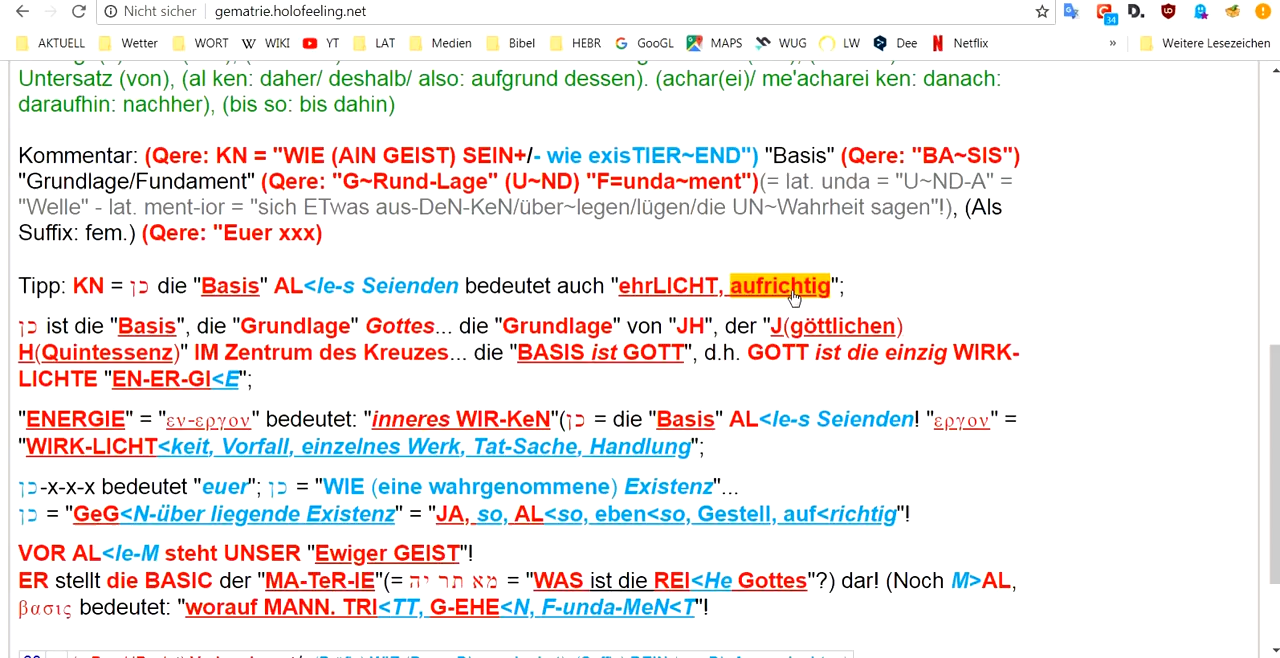 Nicht sicher | gematrie.holofeeling.net
AKTUELL Wetter WORT WIKI YT LAT Medien Bibel HEBR GooGL MAPS WUG LW Dee Netflix » Weitere Lesezeichen
Untersatz (von), (al ken: daher/ deshalb/ also: aufgrund dessen). (achar(ei)/ me'acharei ken: danach:
daraufhin: nachher), (bis so: bis dahin)
Kommentar: (Qere: KN = "WIE (AIN GEIST) SEIN+/- wie exisTIER~END") "Basis" (Qere: "BA~SIS")
"Grundlage/Fundament" (Qere: "G~Rund-Lage" (U~ND) "F=unda~ment")(= lat. unda = "U~ND-A" =
"Welle" - lat. ment-ior = "sich ETwas aus-DeN-KeN/über~legen/lügen/die UN~Wahrheit sagen"!), (Als
Suffix: fem.) (Qere: "Euer xxx)
Tipp: KN = כן die "Basis" AL<le-s Seienden bedeutet auch "ehrLICHT, aufrichtig";
כן ist die "Basis", die "Grundlage" Gottes... die "Grundlage" von "JH", der "J(göttlichen)
H(Quintessenz)" IM Zentrum des Kreuzes... die "BASIS ist GOTT", d.h. GOTT ist die einzig WIRK-
LICHTE "EN-ER-GI<E";
"ENERGIE" = "εν-εργον" bedeutet: "inneres WIR-KeN"(כן = die "Basis" AL<le-s Seienden! "εργον" =
"WIRK-LICHT<keit, Vorfall, einzelnes Werk, Tat-Sache, Handlung";
כן-x-x-x bedeutet "euer"; כן = "WIE (eine wahrgenommene) Existenz"...
כן = "GeG<N-über liegende Existenz" = "JA, so, AL<so, eben<so, Gestell, auf<richtig"!
VOR AL<le-M steht UNSER "Ewiger GEIST"!
ER stellt die BASIC der "MA-TeR-IE"(= מא תר יה = "WAS ist die REI<He Gottes"?) dar! (Noch M>AL,
βασις bedeutet: "worauf MANN. TRI<TT, G-EHE<N, F-unda-MeN<T"!